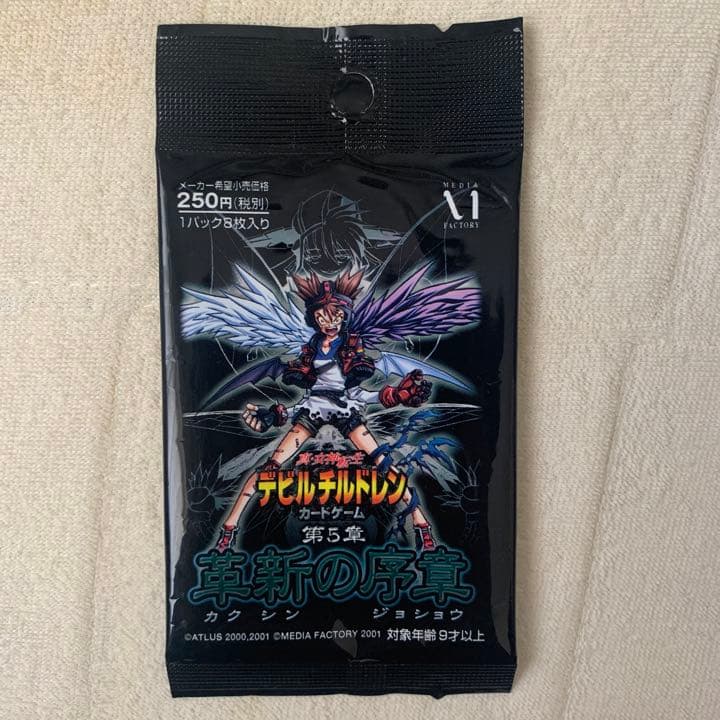 メーカー希望小売価格
250円(税別)
1パック8枚入り
MEDIA
FACTORY
真・女神転生
デビルチルドレン
カードゲーム
第5章
革新の序章
カクシン ジョショウ
©ATLUS 2000,2001 ©MEDIA FACTORY 2001 対象年齢9才以上